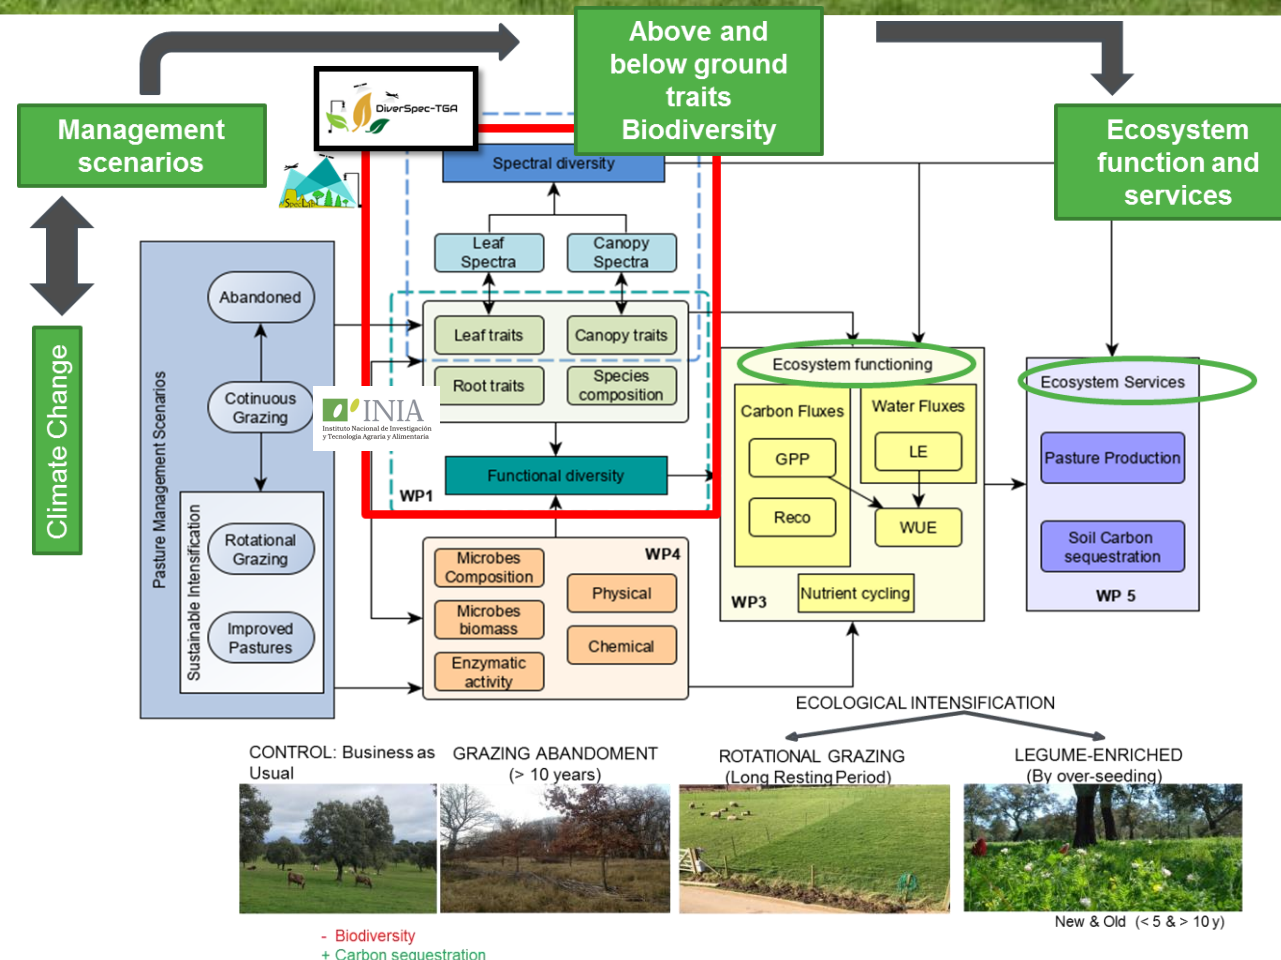 Above and
below ground
traits
Biodiversity
Management
scenarios
Ecosystem
function and
services
DiverSpec-TGA
SpecLab
Climate Change
Spectral diversity
Leaf
Spectra
Canopy
Spectra
Leaf traits
Canopy traits
Root traits
Species
composition
Functional diversity
WP1
INIA
Instituto Nacional de Investigación
y Tecnología Agraria y Alimentaria
Pasture Management Scenarios
Abandoned
Cotinuous
Grazing
Sustainable Intensification
Rotational
Grazing
Improved
Pastures
Microbes
Composition
WP4
Microbes
biomass
Enzymatic
activity
Physical
Chemical
Ecosystem functioning
Carbon Fluxes
Water Fluxes
GPP
LE
Reco
WUE
WP3
Nutrient cycling
Ecosystem Services
Pasture Production
Soil Carbon
sequestration
WP 5
ECOLOGICAL INTENSIFICATION
CONTROL: Business as
Usual
GRAZING ABANDOMENT
(> 10 years)
ROTATIONAL GRAZING
(Long Resting Period)
LEGUME-ENRICHED
(By over-seeding)
New & Old (< 5 & > 10 y)
- Biodiversity
+ Carbon sequestration